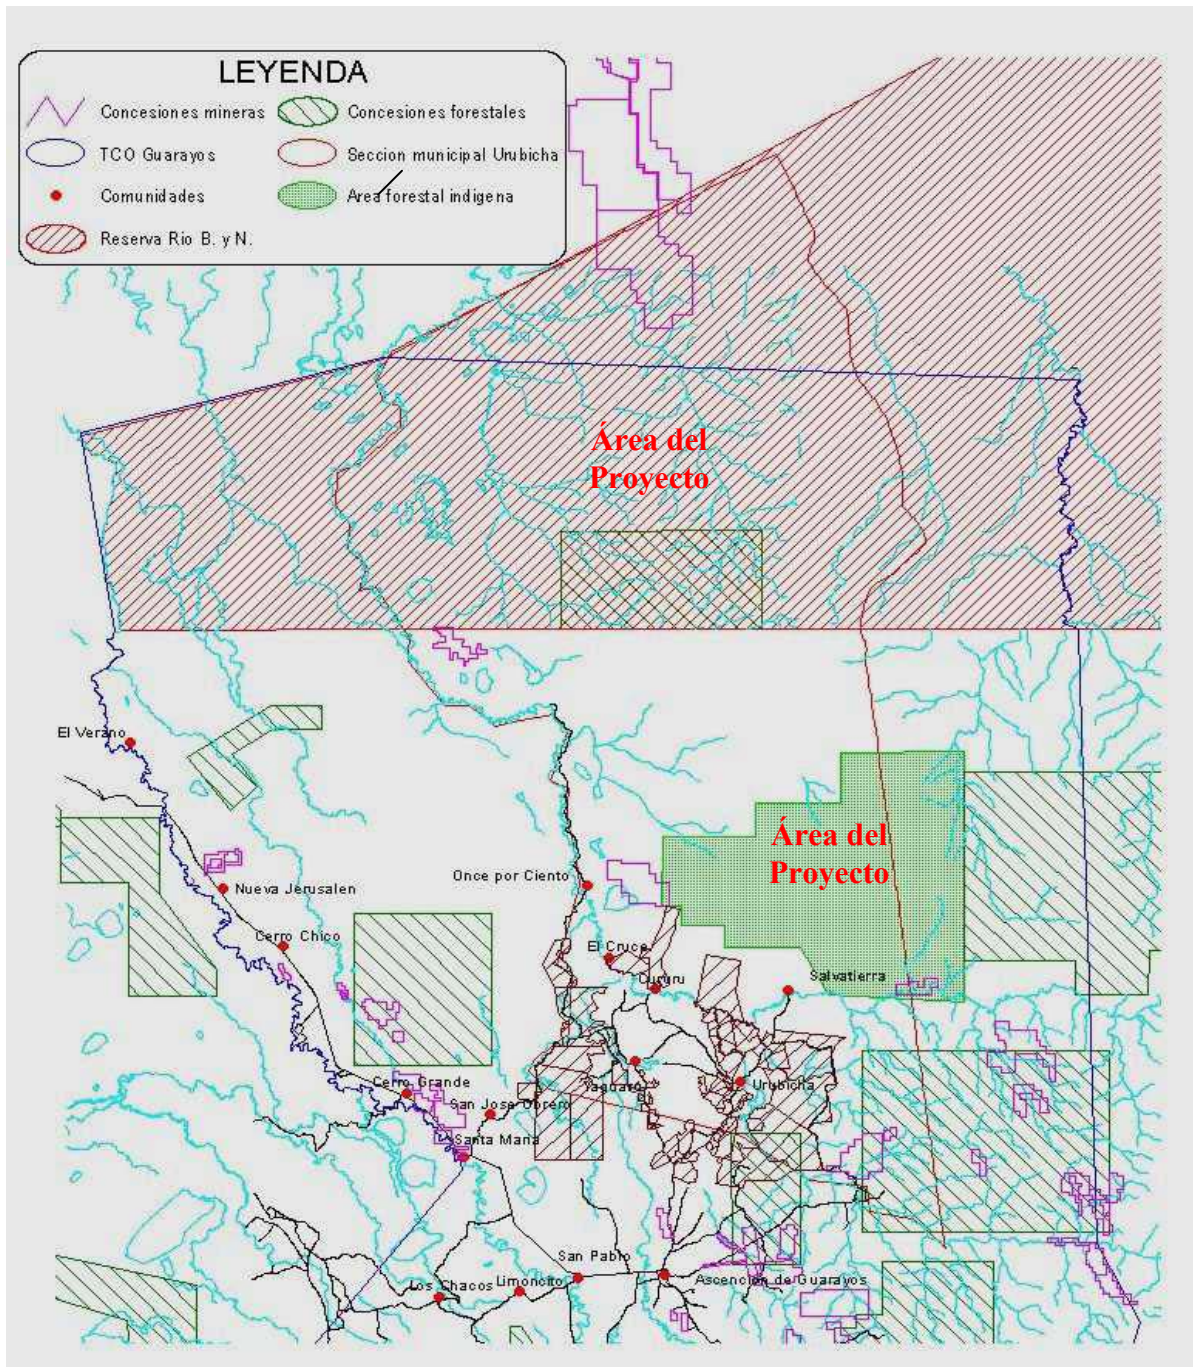 LEYENDA
Concesiones mineras
Concesiones forestales
TCO Guarayos
Seccion municipal Urubicha
Comunidades
Area forestal indigena
Reserva Rio B. y N.
Área del
Proyecto
El Verano
Área del
Proyecto
Once por Ciento
Nueva Jerusalen
Cerro Chico
El Cruce
Salvatierra
Cururu
Yaguaru
Urubicha
Cerro Grande
San Jose Obrero
Santa Maria
San Pablo
Ascencion de Guarayos
Los Chacos
Limoncito